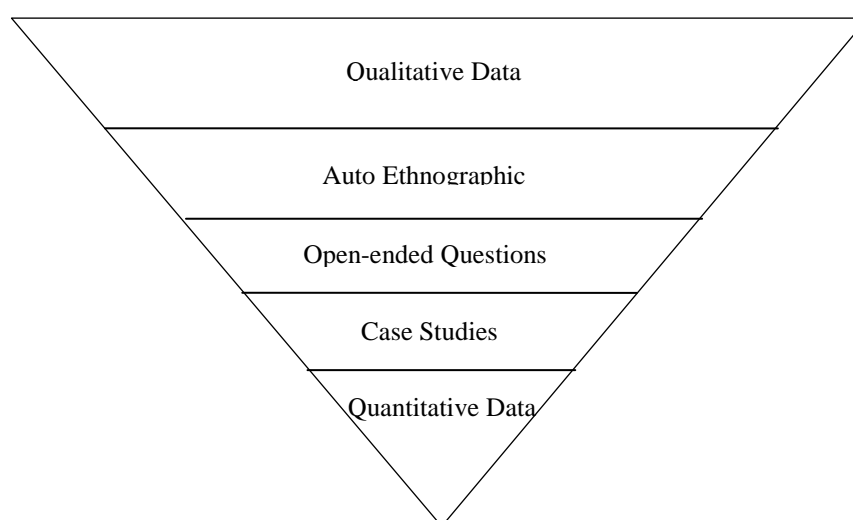 Qualitative Data
Auto Ethnographic
Open-ended Questions
Case Studies
Quantitative Data